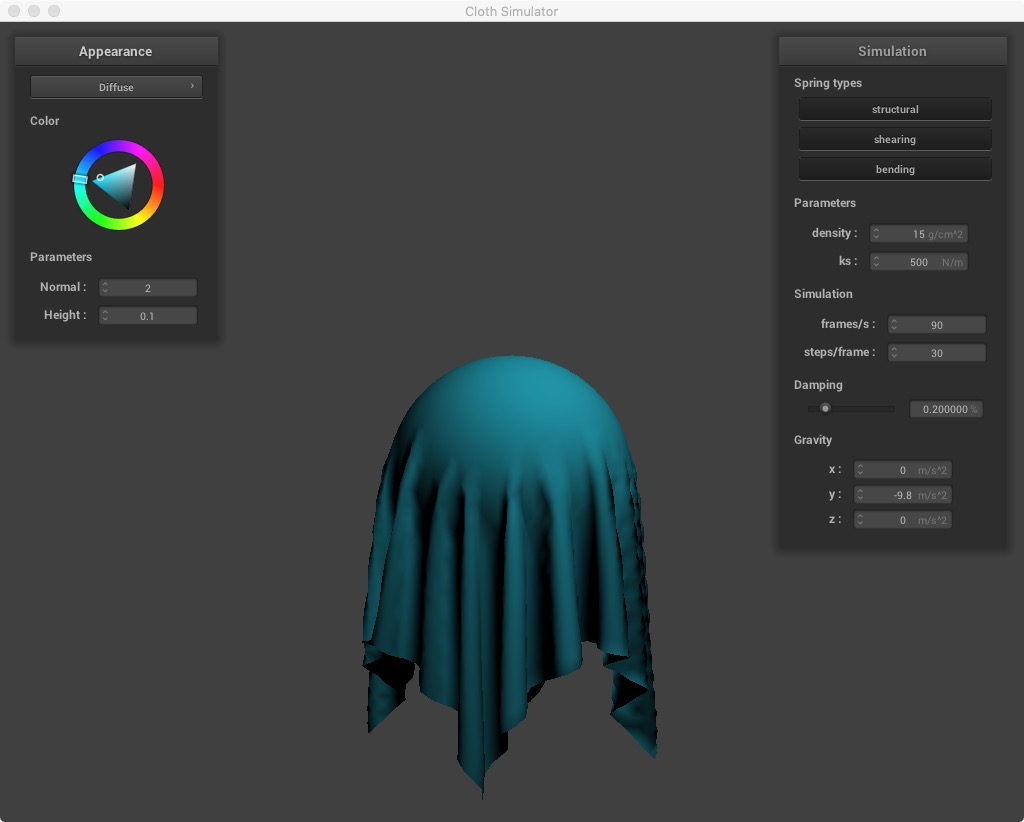 Cloth Simulator
Appearance
Diffuse
Color
Parameters
Normal : 2
Height : 0.1
Simulation
Spring types
structural
shearing
bending
Parameters
density : 15 g/cm^2
ks : 500 N/m
Simulation
frames/s : 90
steps/frame : 30
Damping
0.200000 %
Gravity
x : 0 m/s^2
y : -9.8 m/s^2
z : 0 m/s^2